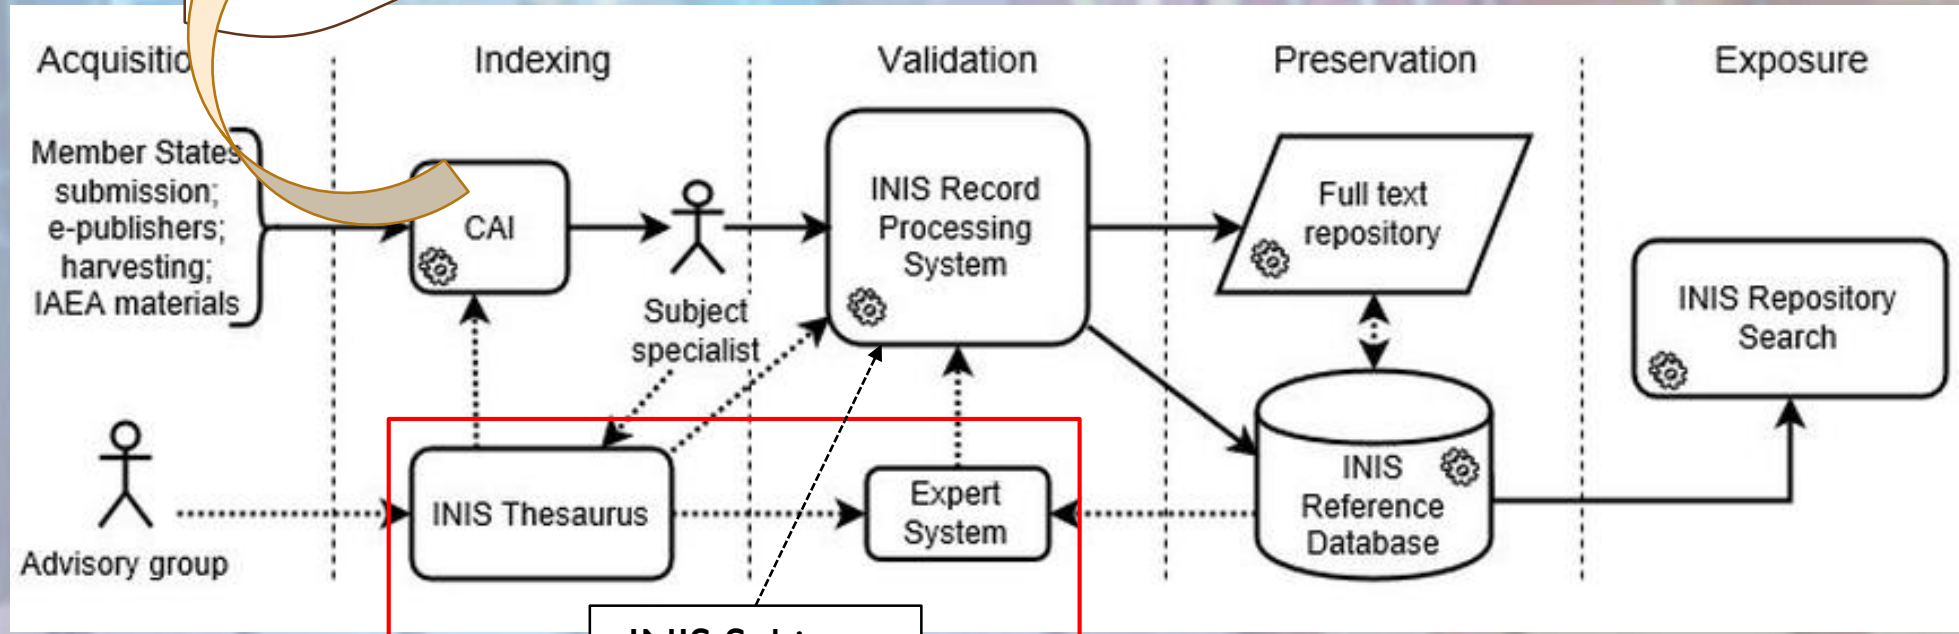 Acquisitio
Indexing
Validation
Preservation
Exposure
Member States
submission;
e-publishers;
harvesting;
IAEA materials
CAI
Subject
specialist
INIS Record
Processing
System
Full text
repository
INIS Repository
Search
Advisory group
INIS Thesaurus
Expert
System
INIS
Reference
Database